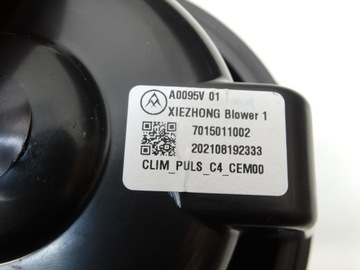 A0095V 01
XIEZHONG Blower 1
7015011002
202108192333
CLIM_PULS_C4_CEM00